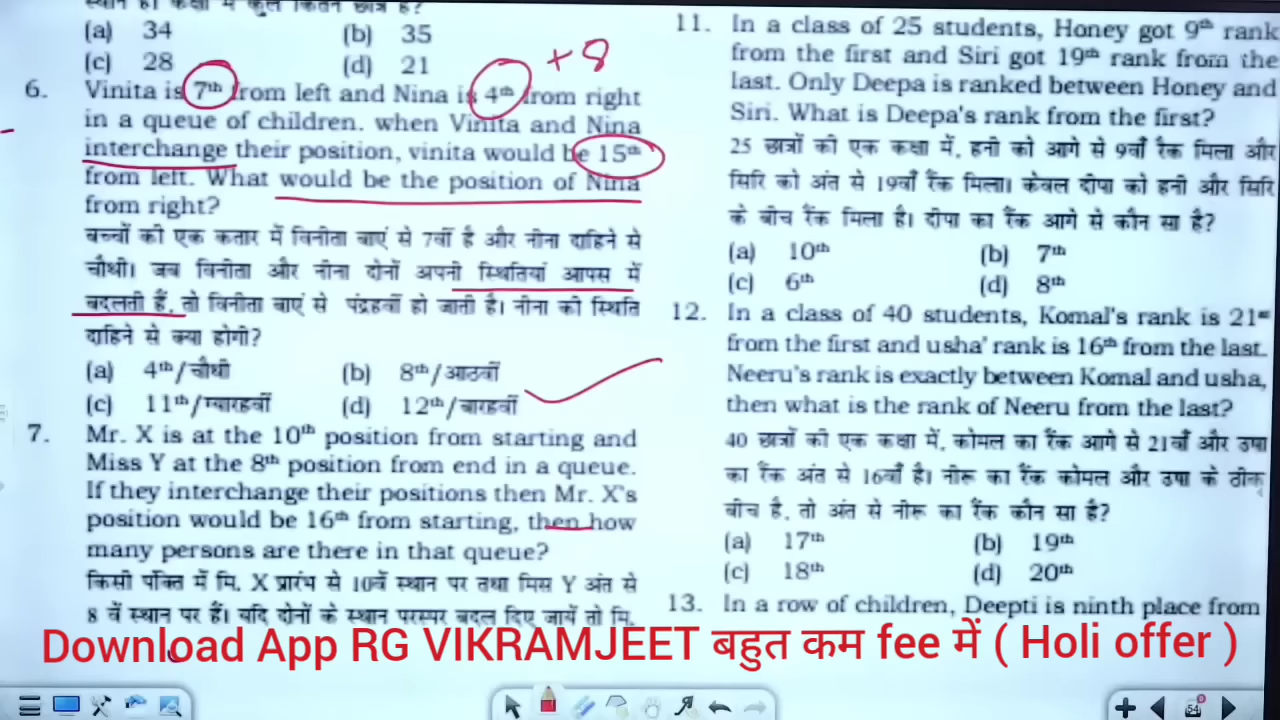 स्थान है। कक्षा में कुल कितने छात्र हैं?
(a) 34 (b) 35
(c) 28 (d) 21
+8
6. Vinita is 7th from left and Nina is 4th from right
in a queue of children. when Vinita and Nina
interchange their position, vinita would be 15th
from left. What would be the position of Nina
from right?
बच्चों की एक कतार में विनीता बाएं से 7वीं है और नीना दाहिने से
चौथी। जब विनीता और नीना दोनों अपनी स्थितियां आपस में
बदलती हैं, तो विनीता बाएं से पंद्रहवीं हो जाती है। नीना की स्थिति
दाहिने से क्या होगी?
(a) 4th/चौथी (b) 8th/आठवीं
(c) 11th/ग्यारहवीं (d) 12th/बारहवीं
7. Mr. X is at the 10th position from starting and
Miss Y at the 8th position from end in a queue.
If they interchange their positions then Mr. X's
position would be 16th from starting, then how
many persons are there in that queue?
किसी पंक्ति में मि. X प्रारंभ से 10वें स्थान पर तथा मिस Y अंत से
8 वें स्थान पर हैं। यदि दोनों के स्थान परस्पर बदल दिए जायें तो मि.
11. In a class of 25 students, Honey got 9th rank
from the first and Siri got 19th rank from the
last. Only Deepa is ranked between Honey and
Siri. What is Deepa's rank from the first?
25 छात्रों की एक कक्षा में, हनी को आगे से 9वाँ रैंक मिला और
सिरि को अंत से 19वाँ रैंक मिला। केवल दीपा को हनी और सिरि
के बीच रैंक मिला है। दीपा का रैंक आगे से कौन सा है?
(a) 10th (b) 7th
(c) 6th (d) 8th
12. In a class of 40 students, Komal's rank is 21st
from the first and usha' rank is 16th from the last.
Neeru's rank is exactly between Komal and usha,
then what is the rank of Neeru from the last?
40 छात्रों की एक कक्षा में, कोमल का रैंक आगे से 21वाँ और उषा
का रैंक अंत से 16वाँ है। नीरू का रैंक कोमल और उषा के ठीक
बीच है, तो अंत से नीरू का रैंक कौन सा है?
(a) 17th (b) 19th
(c) 18th (d) 20th
13. In a row of children, Deepti is ninth place from
Download App RG VIKRAMJEET बहुत कम fee में ( Holi offer )
54